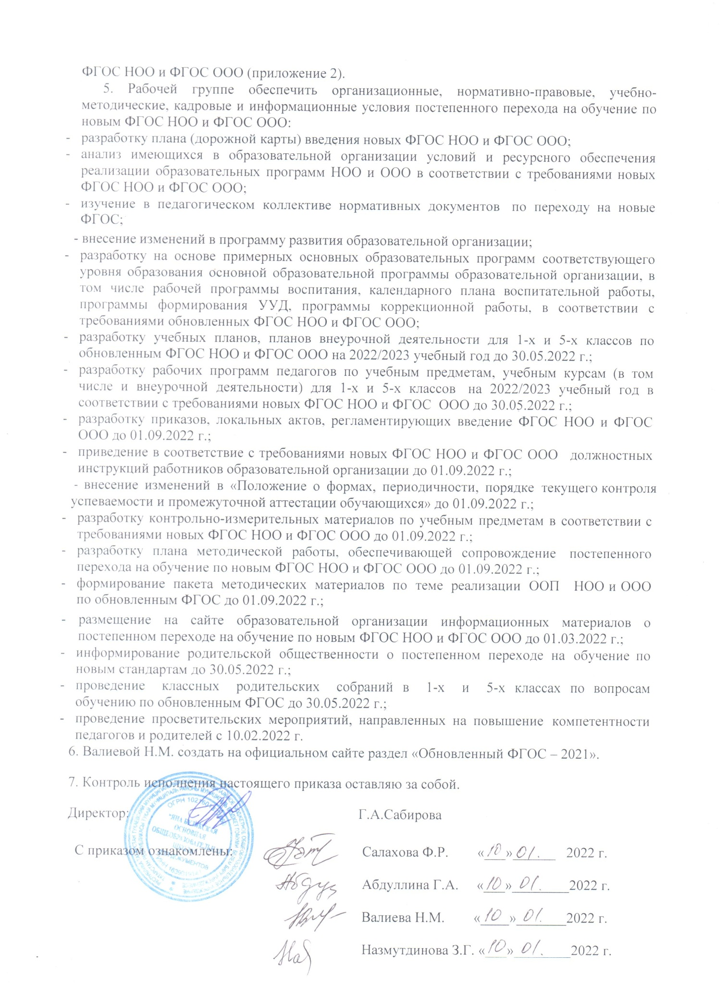 ФГОС НОО и ФГОС ООО (приложение 2).
5. Рабочей группе обеспечить организационные, нормативно-правовые, учебно-
методические, кадровые и информационные условия постепенного перехода на обучение по
новым ФГОС НОО и ФГОС ООО:
- разработку плана (дорожной карты) введения новых ФГОС НОО и ФГОС ООО;
- анализ имеющихся в образовательной организации условий и ресурсного обеспечения
реализации образовательных программ НОО и ООО в соответствии с требованиями новых
ФГОС НОО и ФГОС ООО;
- изучение в педагогическом коллективе нормативных документов по переходу на новые
ФГОС;
- внесение изменений в программу развития образовательной организации;
- разработку на основе примерных основных образовательных программ соответствующего
уровня образования основной образовательной программы образовательной организации, в
том числе рабочей программы воспитания, календарного плана воспитательной работы,
программы формирования УУД, программы коррекционной работы, в соответствии с
требованиями обновленных ФГОС НОО и ФГОС ООО;
- разработку учебных планов, планов внеурочной деятельности для 1-х и 5-х классов по
обновленным ФГОС НОО и ФГОС ООО на 2022/2023 учебный год до 30.05.2022 г.;
- разработку рабочих программ педагогов по учебным предметам, учебным курсам (в том
числе и внеурочной деятельности) для 1-х и 5-х классов на 2022/2023 учебный год в
соответствии с требованиями новых ФГОС НОО и ФГОС ООО до 30.05.2022 г.;
- разработку приказов, локальных актов, регламентирующих введение ФГОС НОО и ФГОС
ООО до 01.09.2022 г.;
- приведение в соответствие с требованиями новых ФГОС НОО и ФГОС ООО должностных
инструкций работников образовательной организации до 01.09.2022 г.;
- внесение изменений в «Положение о формах, периодичности, порядке текущего контроля
успеваемости и промежуточной аттестации обучающихся» до 01.09.2022 г.;
- разработку контрольно-измерительных материалов по учебным предметам в соответствии с
требованиями новых ФГОС НОО и ФГОС ООО до 01.09.2022 г.;
- разработку плана методической работы, обеспечивающей сопровождение постепенного
перехода на обучение по новым ФГОС НОО и ФГОС ООО до 01.09.2022 г.;
- формирование пакета методических материалов по теме реализации ООП НОО и ООО
по обновленным ФГОС до 01.09.2022 г.;
- размещение на сайте образовательной организации информационных материалов о
постепенном переходе на обучение по новым ФГОС НОО и ФГОС ООО до 01.03.2022 г.;
- информирование родительской общественности о постепенном переходе на обучение по
новым стандартам до 30.05.2022 г.;
- проведение классных родительских собраний в 1-х и 5-х классах по вопросам
обучению по обновленным ФГОС до 30.05.2022 г.;
- проведение просветительских мероприятий, направленных на повышение компетентности
педагогов и родителей с 10.02.2022 г.
6. Валиевой Н.М. создать на официальном сайте раздел «Обновленный ФГОС – 2021».
7. Контроль исполнения настоящего приказа оставляю за собой.
Директор: Г.А.Сабирова
ОСНОВНАЯ
ОБЩЕОБРАЗОВАТЕЛЬНАЯ
ШКОЛА
ДОКУМЕНТОВ
С приказом ознакомлены: Салахова Ф.Р. «10» 01. 2022 г.
Абдуллина Г.А. «10» 01. 2022 г.
Валиева Н.М. «10» 01. 2022 г.
Назмутдинова З.Г. «10» 01. 2022 г.